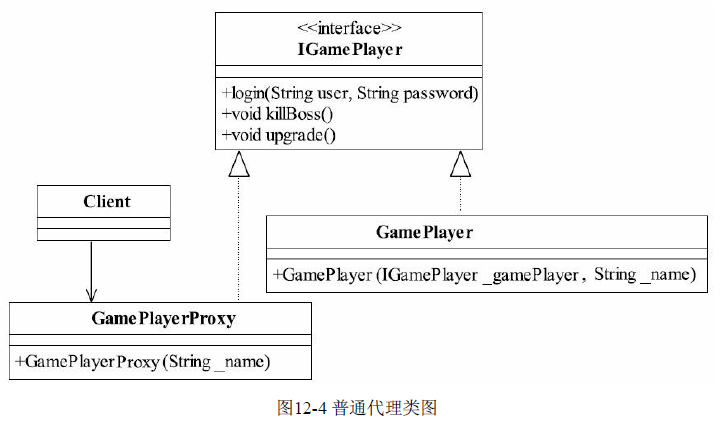 <<interface>>
IGamePlayer
+login(String user, String password)
+void killBoss()
+void upgrade()
Client
GamePlayer
+GamePlayer(IGamePlayer _gamePlayer, String _name)
GamePlayerProxy
+GamePlayerProxy(String _name)
图12-4 普通代理类图